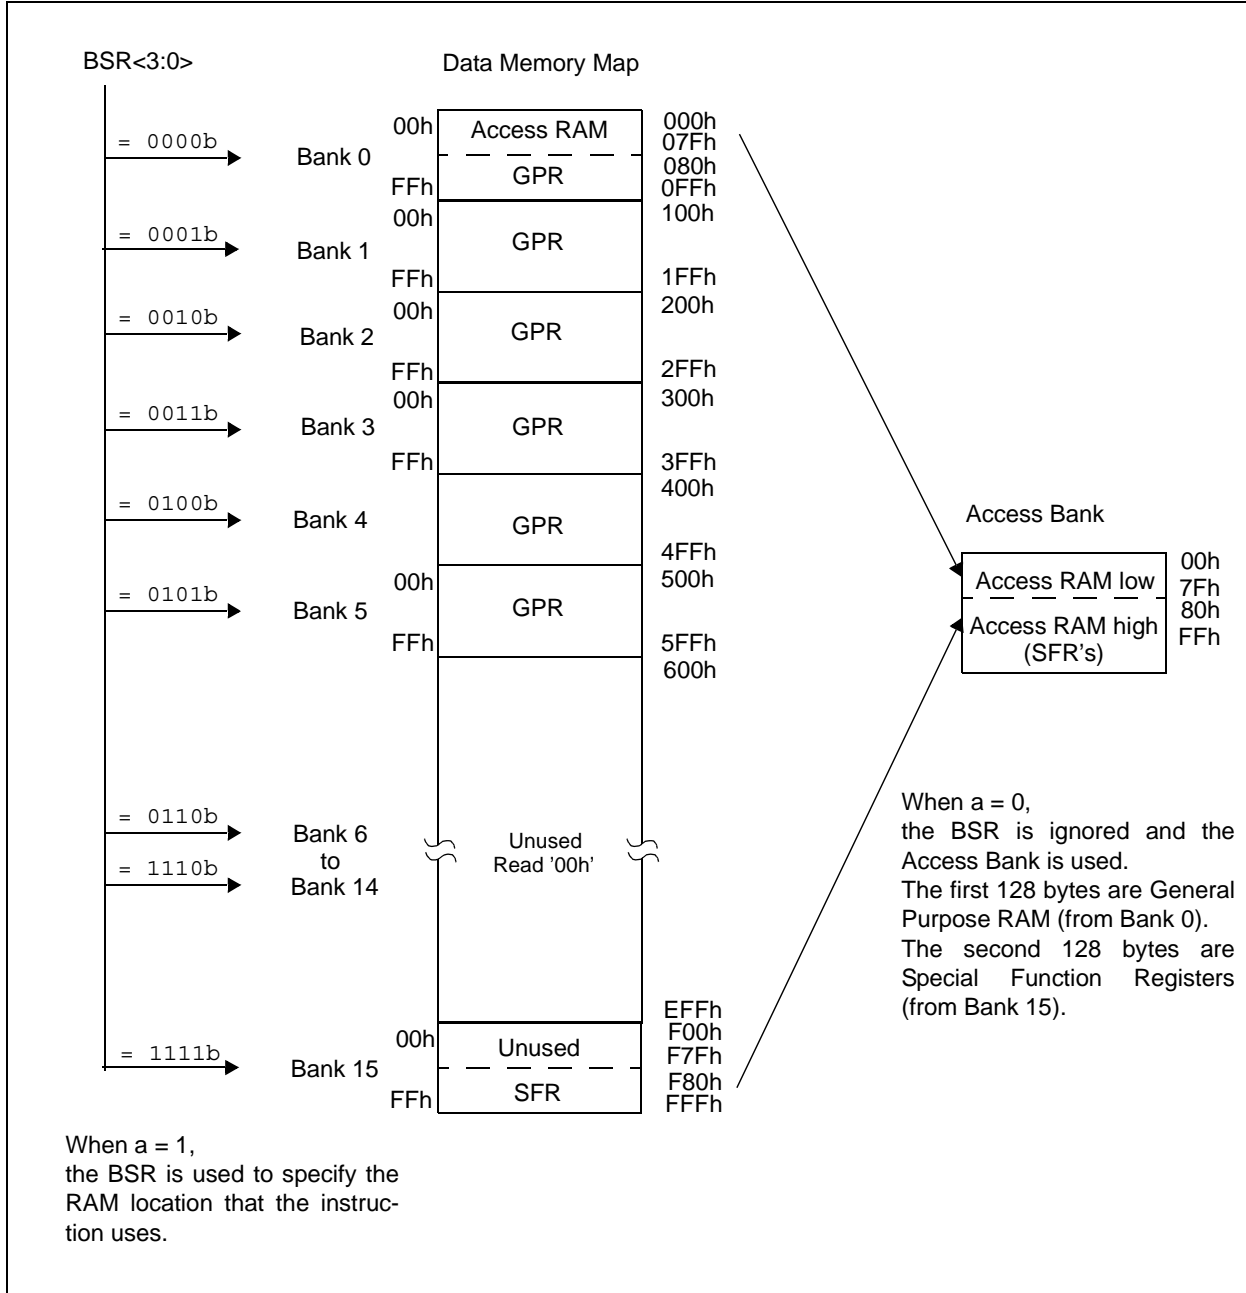 BSR<3:0>
Data Memory Map
= 0000b
Bank 0
00h
Access RAM
000h
07Fh
GPR
080h
FFh
0FFh
= 0001b
Bank 1
00h
GPR
100h
FFh
1FFh
= 0010b
Bank 2
00h
GPR
200h
FFh
2FFh
= 0011b
Bank 3
00h
GPR
300h
FFh
3FFh
= 0100b
Bank 4
GPR
400h
4FFh
= 0101b
Bank 5
00h
GPR
500h
FFh
5FFh
600h
= 0110b
= 1110b
Bank 6
to
Bank 14
Unused
Read '00h'
EFFh
= 1111b
Bank 15
00h
Unused
F00h
F7Fh
SFR
F80h
FFh
FFFh
Access Bank
Access RAM low
00h
7Fh
Access RAM high
(SFR's)
80h
FFh
When a = 0,
the BSR is ignored and the
Access Bank is used.
The first 128 bytes are General
Purpose RAM (from Bank 0).
The second 128 bytes are
Special Function Registers
(from Bank 15).
When a = 1,
the BSR is used to specify the
RAM location that the instruc-
tion uses.